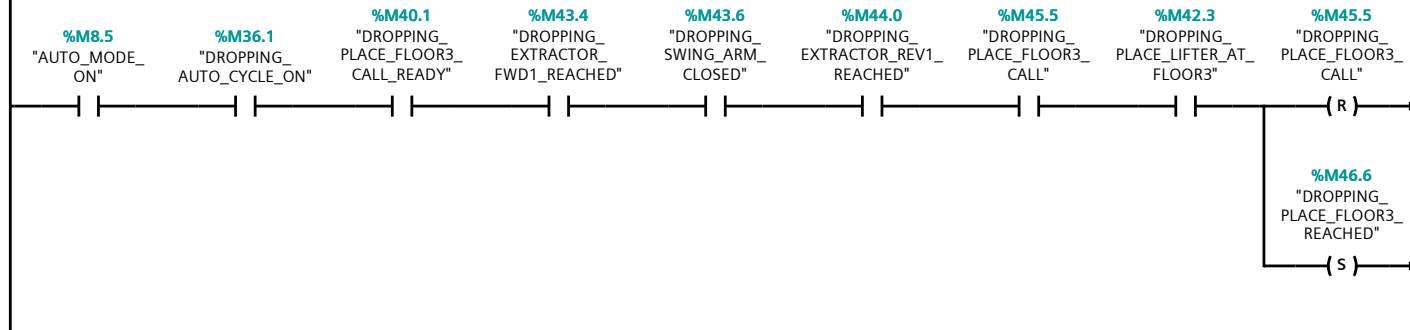 %M8.5
"AUTO_MODE_
ON"
%M36.1
"DROPPING_
AUTO_CYCLE_ON"
%M40.1
"DROPPING_
PLACE_FLOOR3_
CALL_READY"
%M43.4
"DROPPING_
EXTRACTOR_
FWD1_REACHED"
%M43.6
"DROPPING_
SWING_ARM_
CLOSED"
%M44.0
"DROPPING_
EXTRACTOR_REV1_
REACHED"
%M45.5
"DROPPING_
PLACE_FLOOR3_
CALL"
%M42.3
"DROPPING_
PLACE_LIFTER_AT_
FLOOR3"
%M45.5
"DROPPING_
PLACE_FLOOR3_
CALL"
R
%M46.6
"DROPPING_
PLACE_FLOOR3_
REACHED"
S